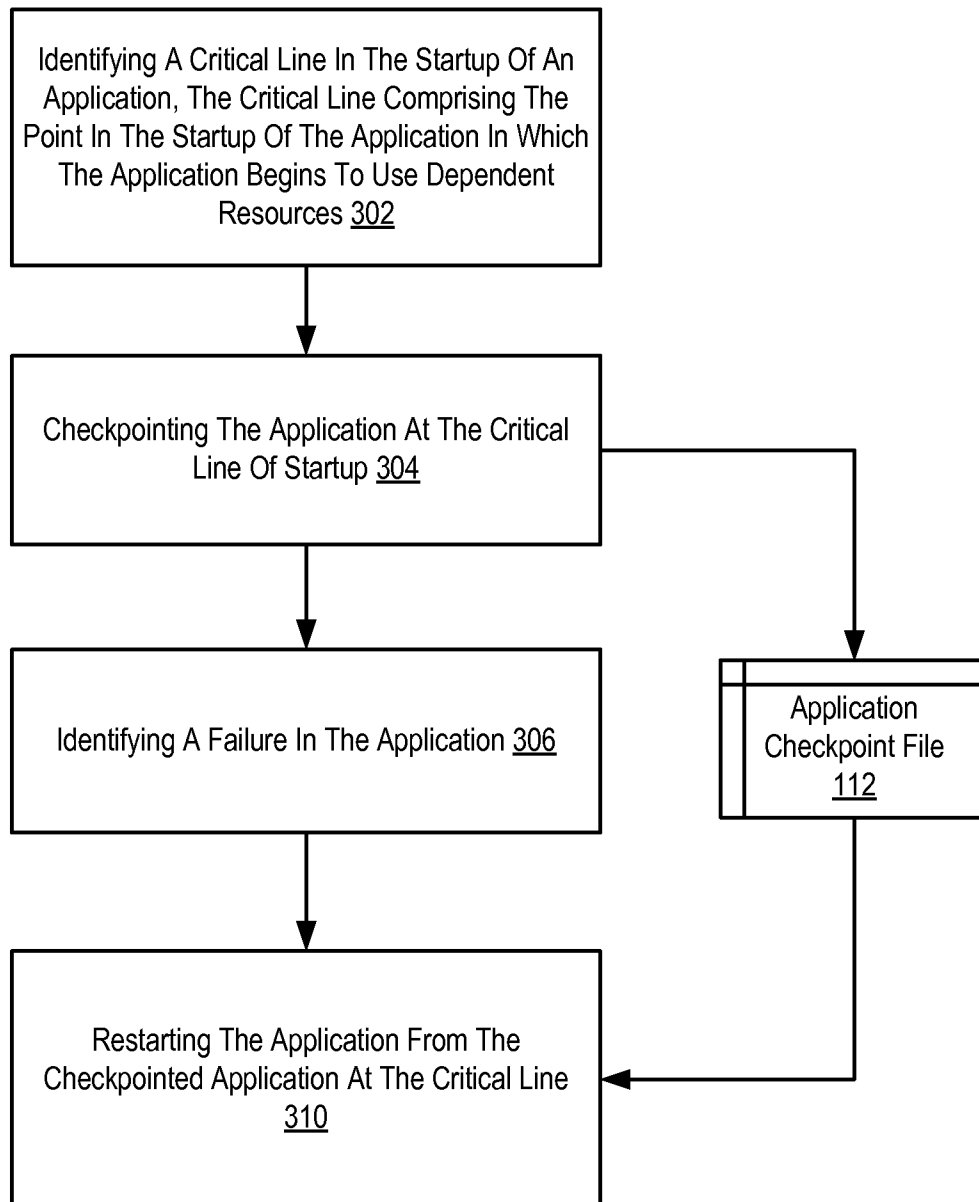 Identifying A Critical Line In The Startup Of An
Application, The Critical Line Comprising The
Point In The Startup Of The Application In Which
The Application Begins To Use Dependent
Resources 302
Checkpointing The Application At The Critical
Line Of Startup 304
Identifying A Failure In The Application 306
Application
Checkpoint File
112
Restarting The Application From The
Checkpointed Application At The Critical Line
310